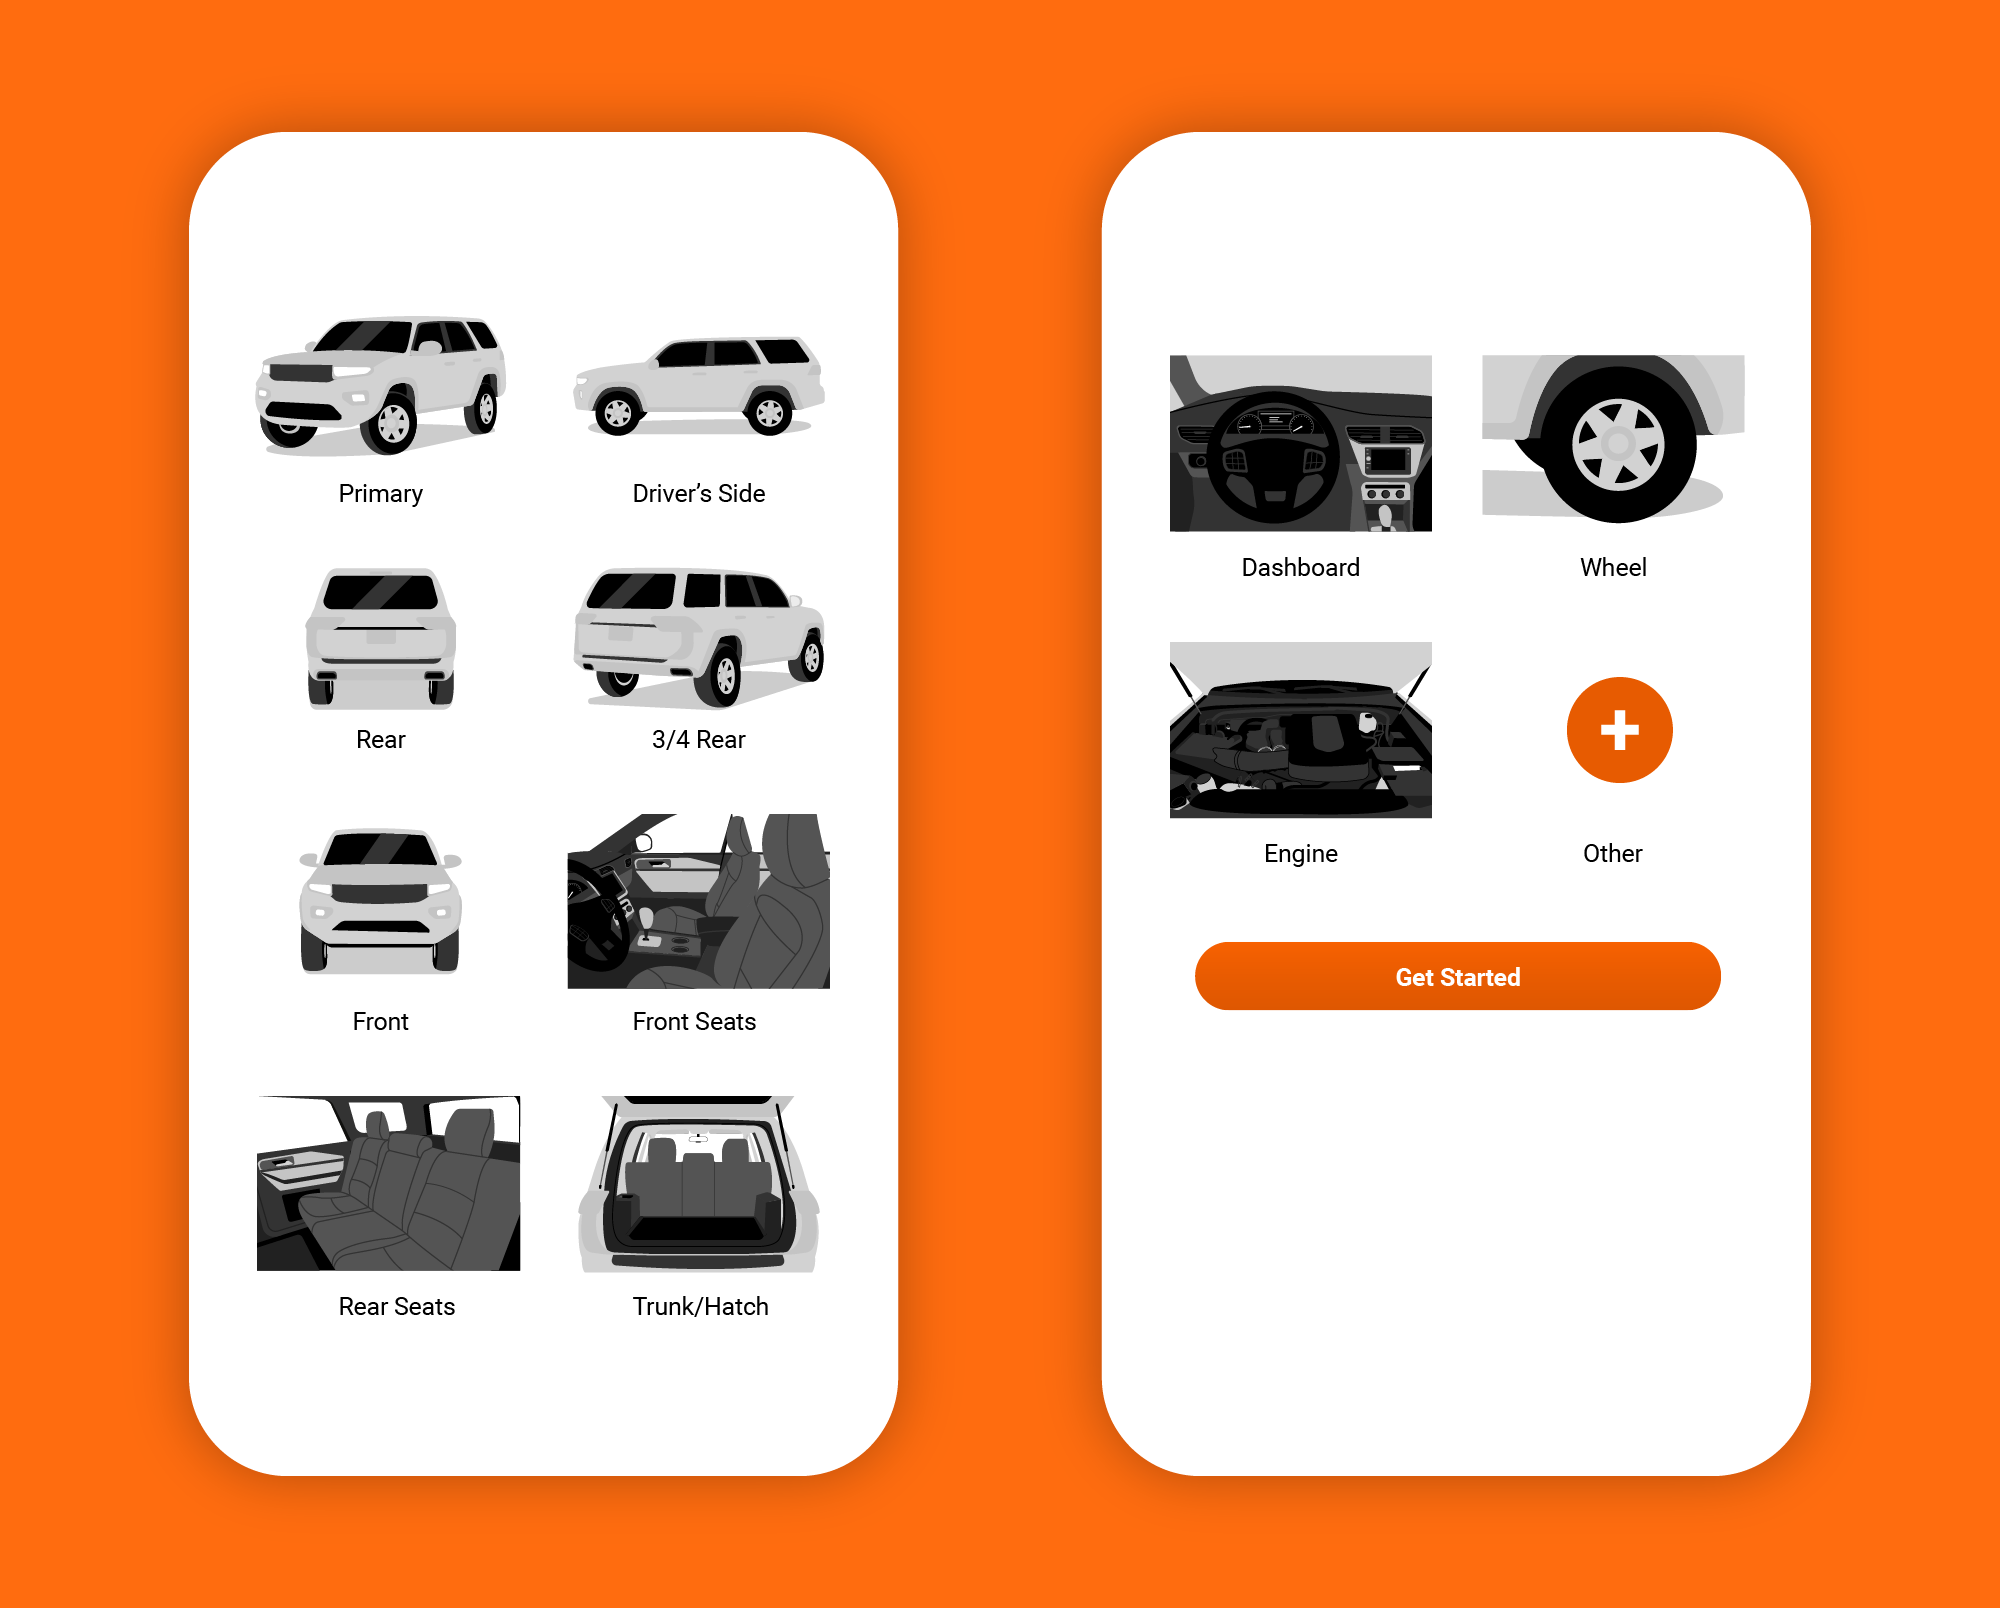 Primary
Driver’s Side
Rear
3/4 Rear
Front
Front Seats
Rear Seats
Trunk/Hatch
Dashboard
Wheel
Engine
Other
Get Started